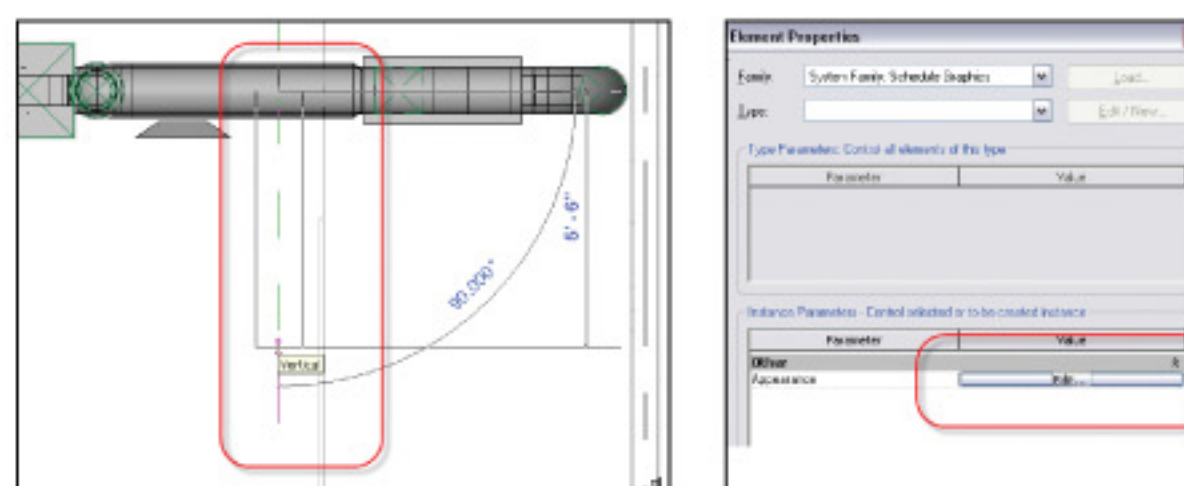 6' - 6"
90.000°
Vertical
Element Properties
Family: System Family: Schedule Graphics Load...
Type: Edit / New...
Type Parameters: Control all elements of this type
Parameter Value
Instance Parameters - Control selected or to be created instance
Parameter Value
Other
Appearance Edit...